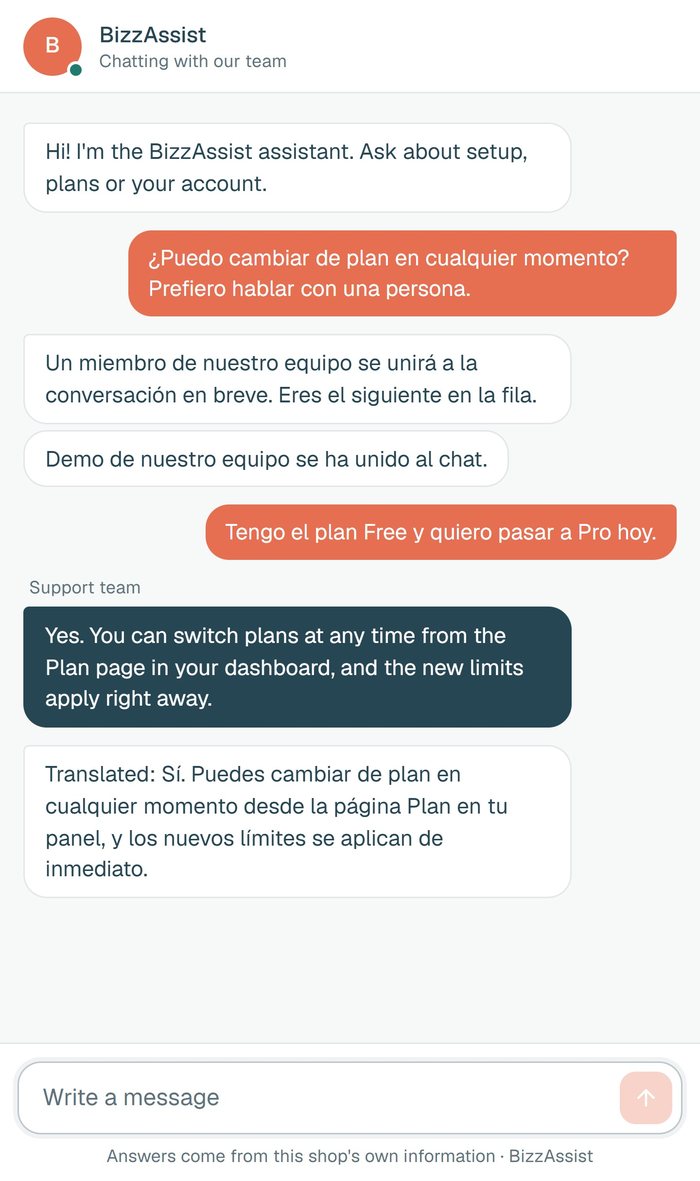 B
BizzAssist
Chatting with our team
Hi! I'm the BizzAssist assistant. Ask about setup,
plans or your account.
¿Puedo cambiar de plan en cualquier momento?
Prefiero hablar con una persona.
Un miembro de nuestro equipo se unirá a la
conversación en breve. Eres el siguiente en la fila.
Demo de nuestro equipo se ha unido al chat.
Tengo el plan Free y quiero pasar a Pro hoy.
Support team
Yes. You can switch plans at any time from the
Plan page in your dashboard, and the new limits
apply right away.
Translated: Sí. Puedes cambiar de plan en
cualquier momento desde la página Plan en tu
panel, y los nuevos límites se aplican de
inmediato.
Write a message
Answers come from this shop's own information · BizzAssist